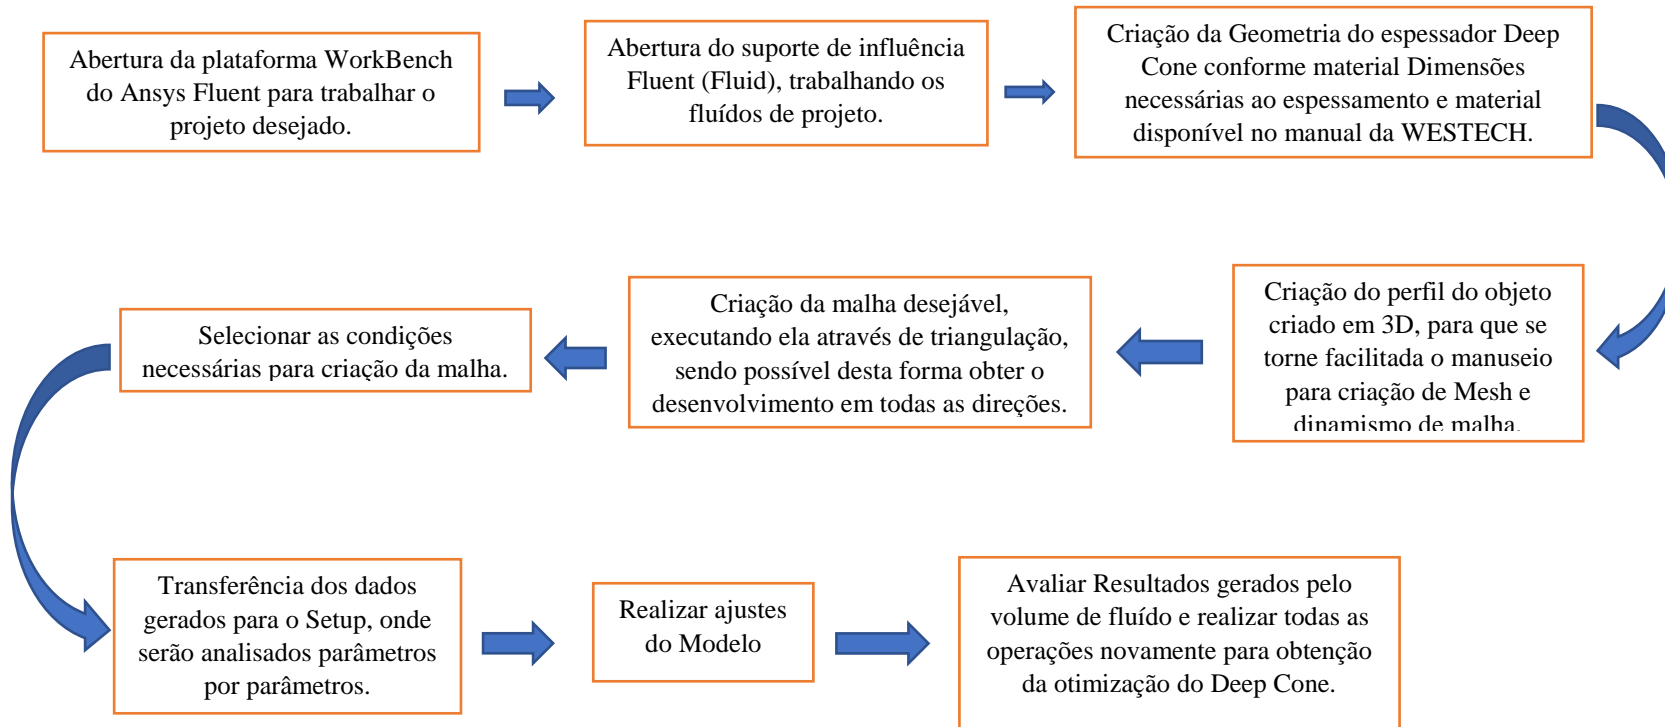 Abertura da plataforma WorkBench
do Ansys Fluent para trabalhar o
projeto desejado.
Abertura do suporte de influência
Fluent (Fluid), trabalhando os
fluídos de projeto.
Criação da Geometria do espessador Deep
Cone conforme material Dimensões
necessárias ao espessamento e material
disponível no manual da WESTECH.
Criação do perfil do objeto
criado em 3D, para que se
torne facilitada o manuseio
para criação de Mesh e
dinamismo de malha.
Criação da malha desejável,
executando ela através de triangulação,
sendo possível desta forma obter o
desenvolvimento em todas as direções.
Selecionar as condições
necessárias para criação da malha.
Transferência dos dados
gerados para o Setup, onde
serão analisados parâmetros
por parâmetros.
Realizar ajustes
do Modelo
Avaliar Resultados gerados pelo
volume de fluído e realizar todas as
operações novamente para obtenção
da otimização do Deep Cone.